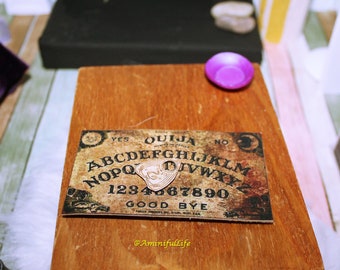 YES OUIJA NO
ABCDEFGHIJKLM
NOPQRSTUVWXYZ
1234567890
GOOD BYE
@AminifulLife